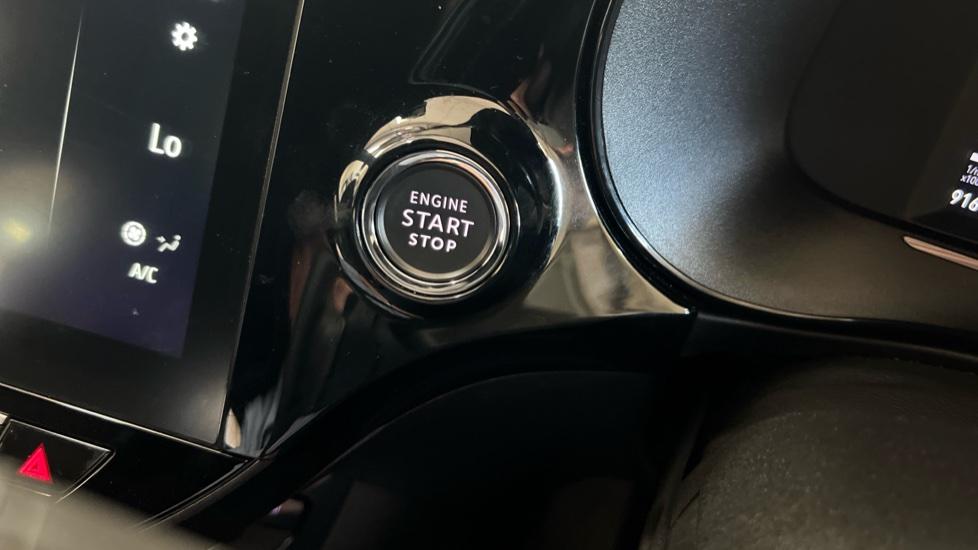 Lo
A/C
ENGINE
START
STOP